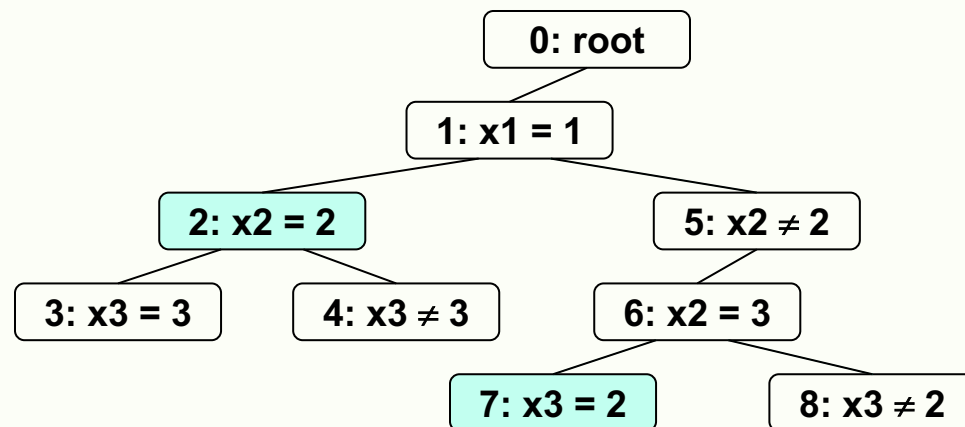 0: root
1: x1 = 1
2: x2 = 2
5: x2 ≠ 2
3: x3 = 3
4: x3 ≠ 3
6: x2 = 3
7: x3 = 2
8: x3 ≠ 2